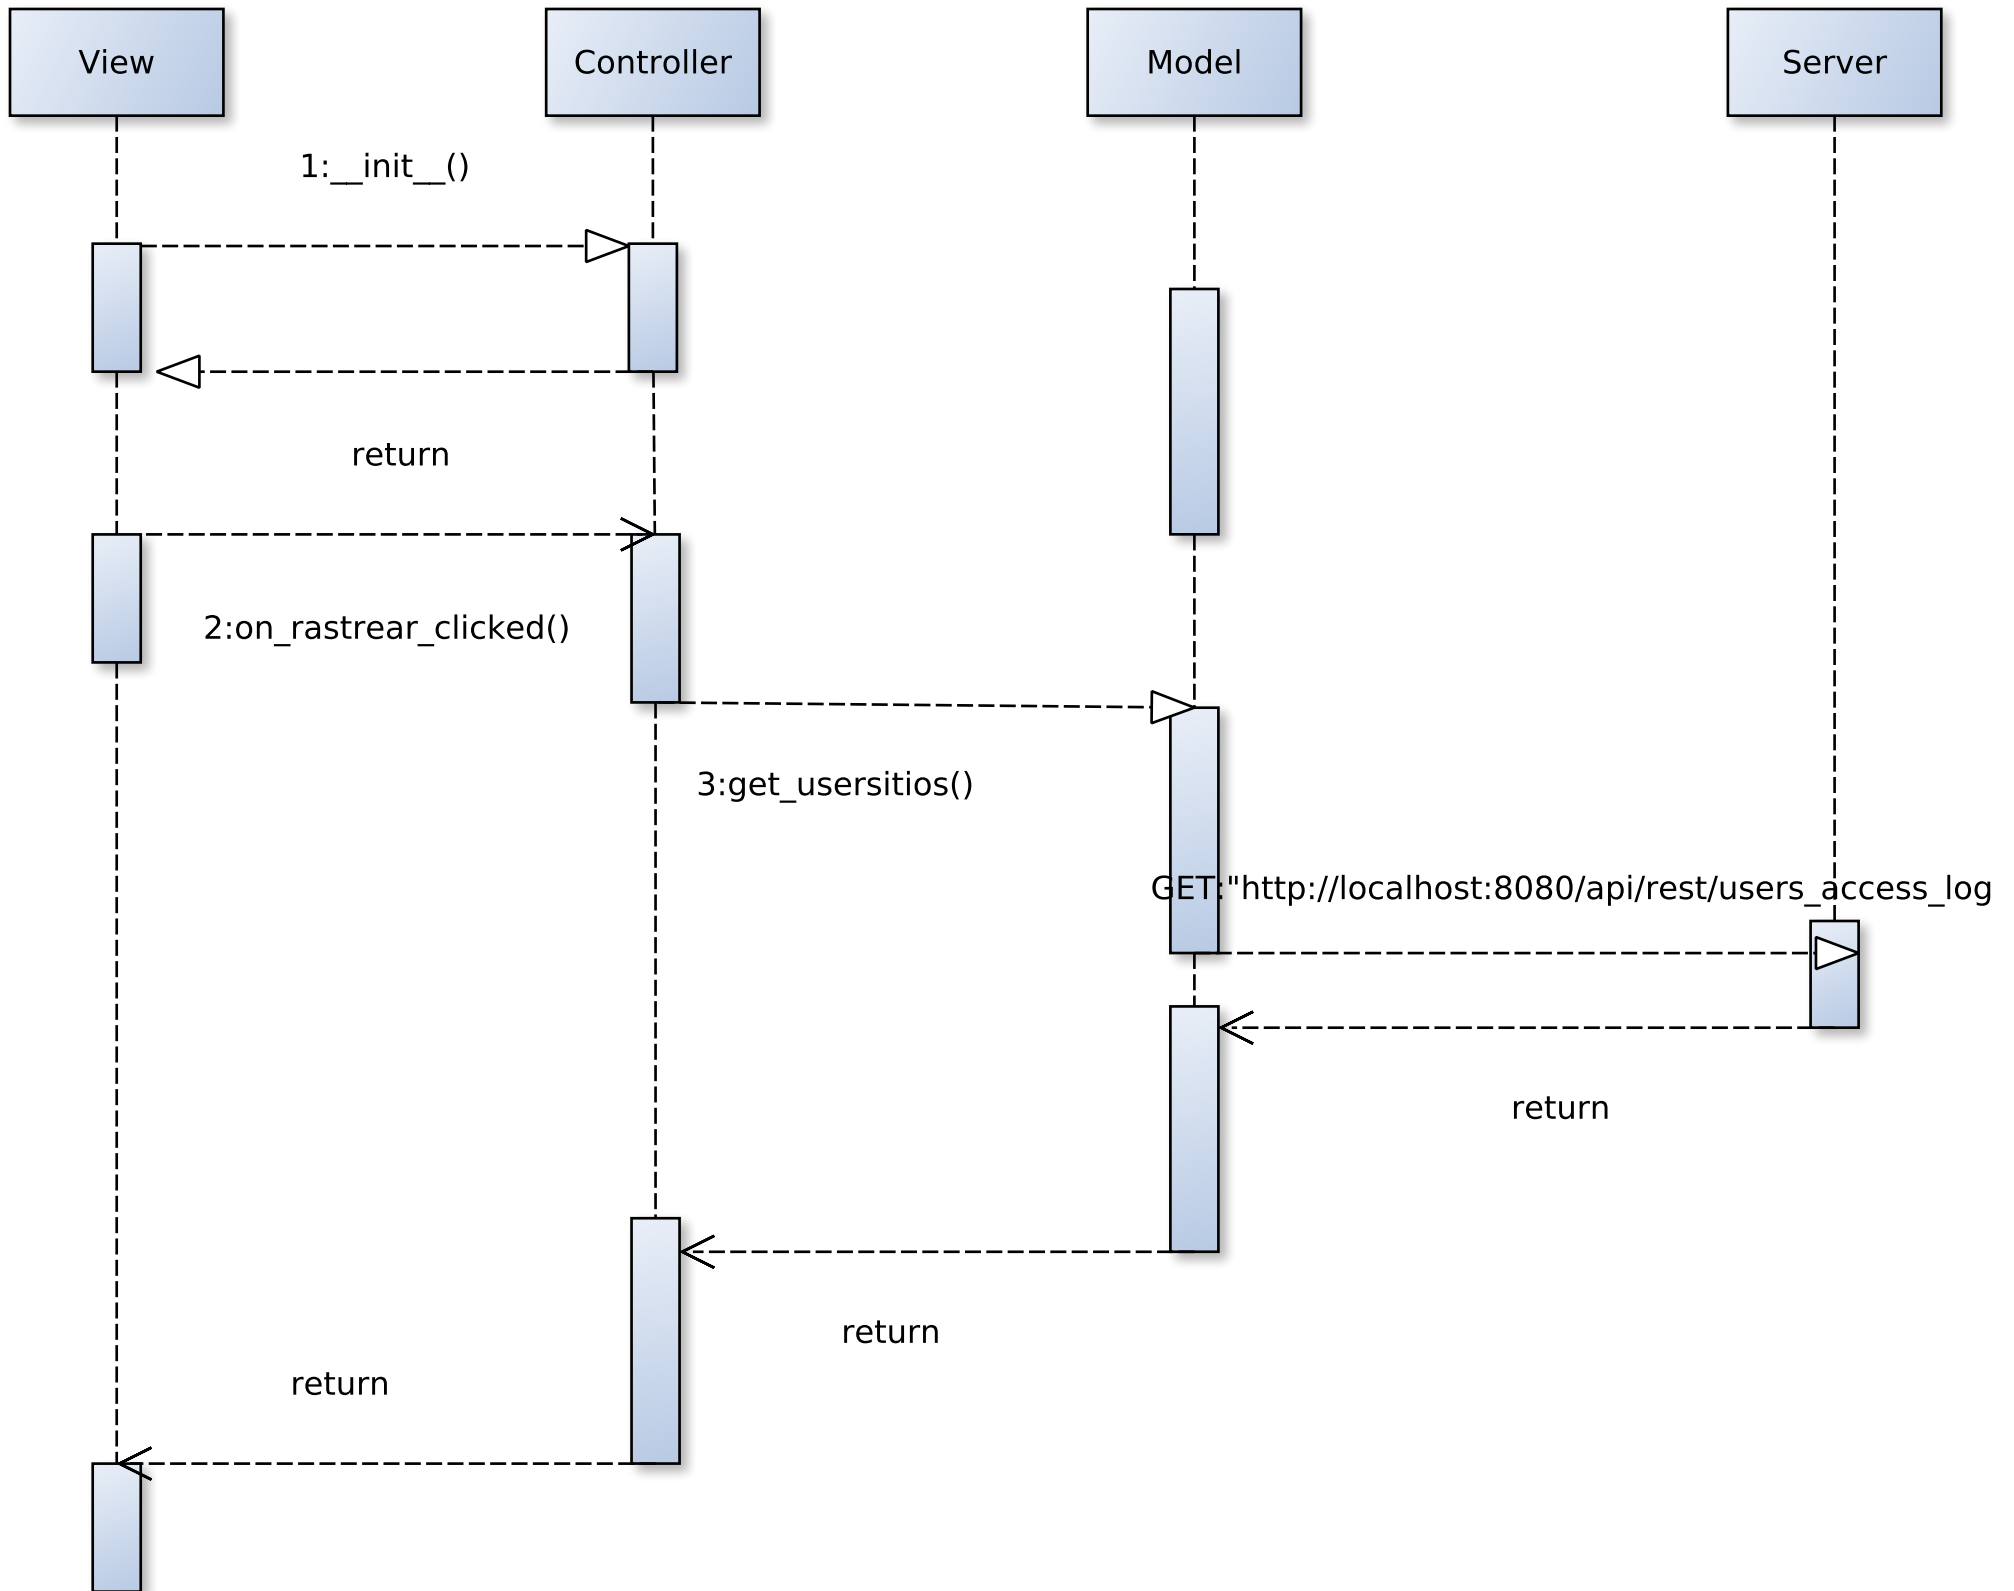 View
Controller
Model
Server
1:__init__()
return
2:on_rastrear_clicked()
3:get_usersitios()
GET:"http://localhost:8080/api/rest/users_access_log
return
return
return